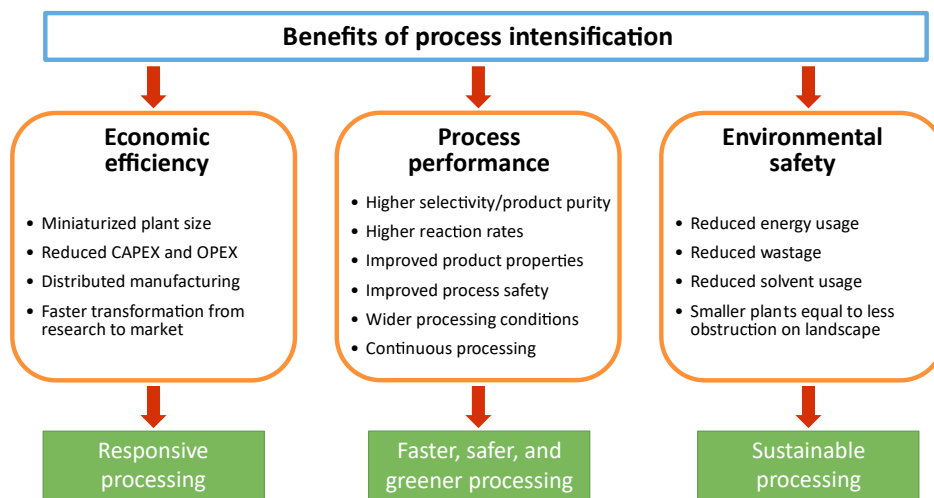 Benefits of process intensification
Economic
efficiency
• Miniaturized plant size
• Reduced CAPEX and OPEX
• Distributed manufacturing
• Faster transformation from
research to market
Responsive
processing
Process
performance
• Higher selectivity/product purity
• Higher reaction rates
• Improved product properties
• Improved process safety
• Wider processing conditions
• Continuous processing
Faster, safer, and
greener processing
Environmental
safety
• Reduced energy usage
• Reduced wastage
• Reduced solvent usage
• Smaller plants equal to less
obstruction on landscape
Sustainable
processing